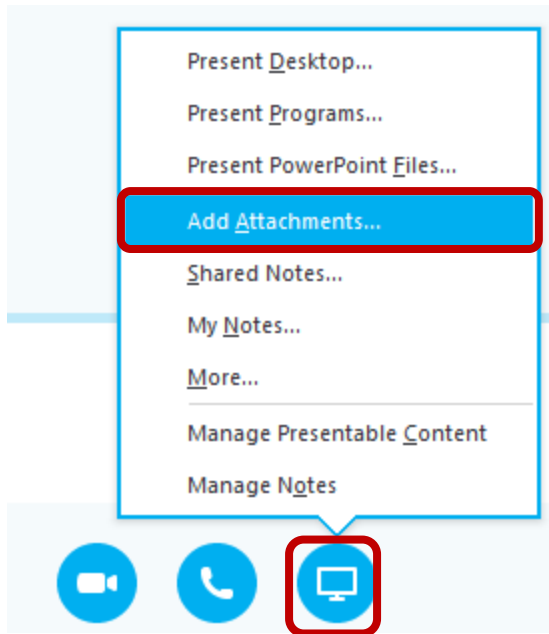 Present Desktop...
Present Programs...
Present PowerPoint Files...
Add Attachments...
Shared Notes...
My Notes...
More...
Manage Presentable Content
Manage Notes